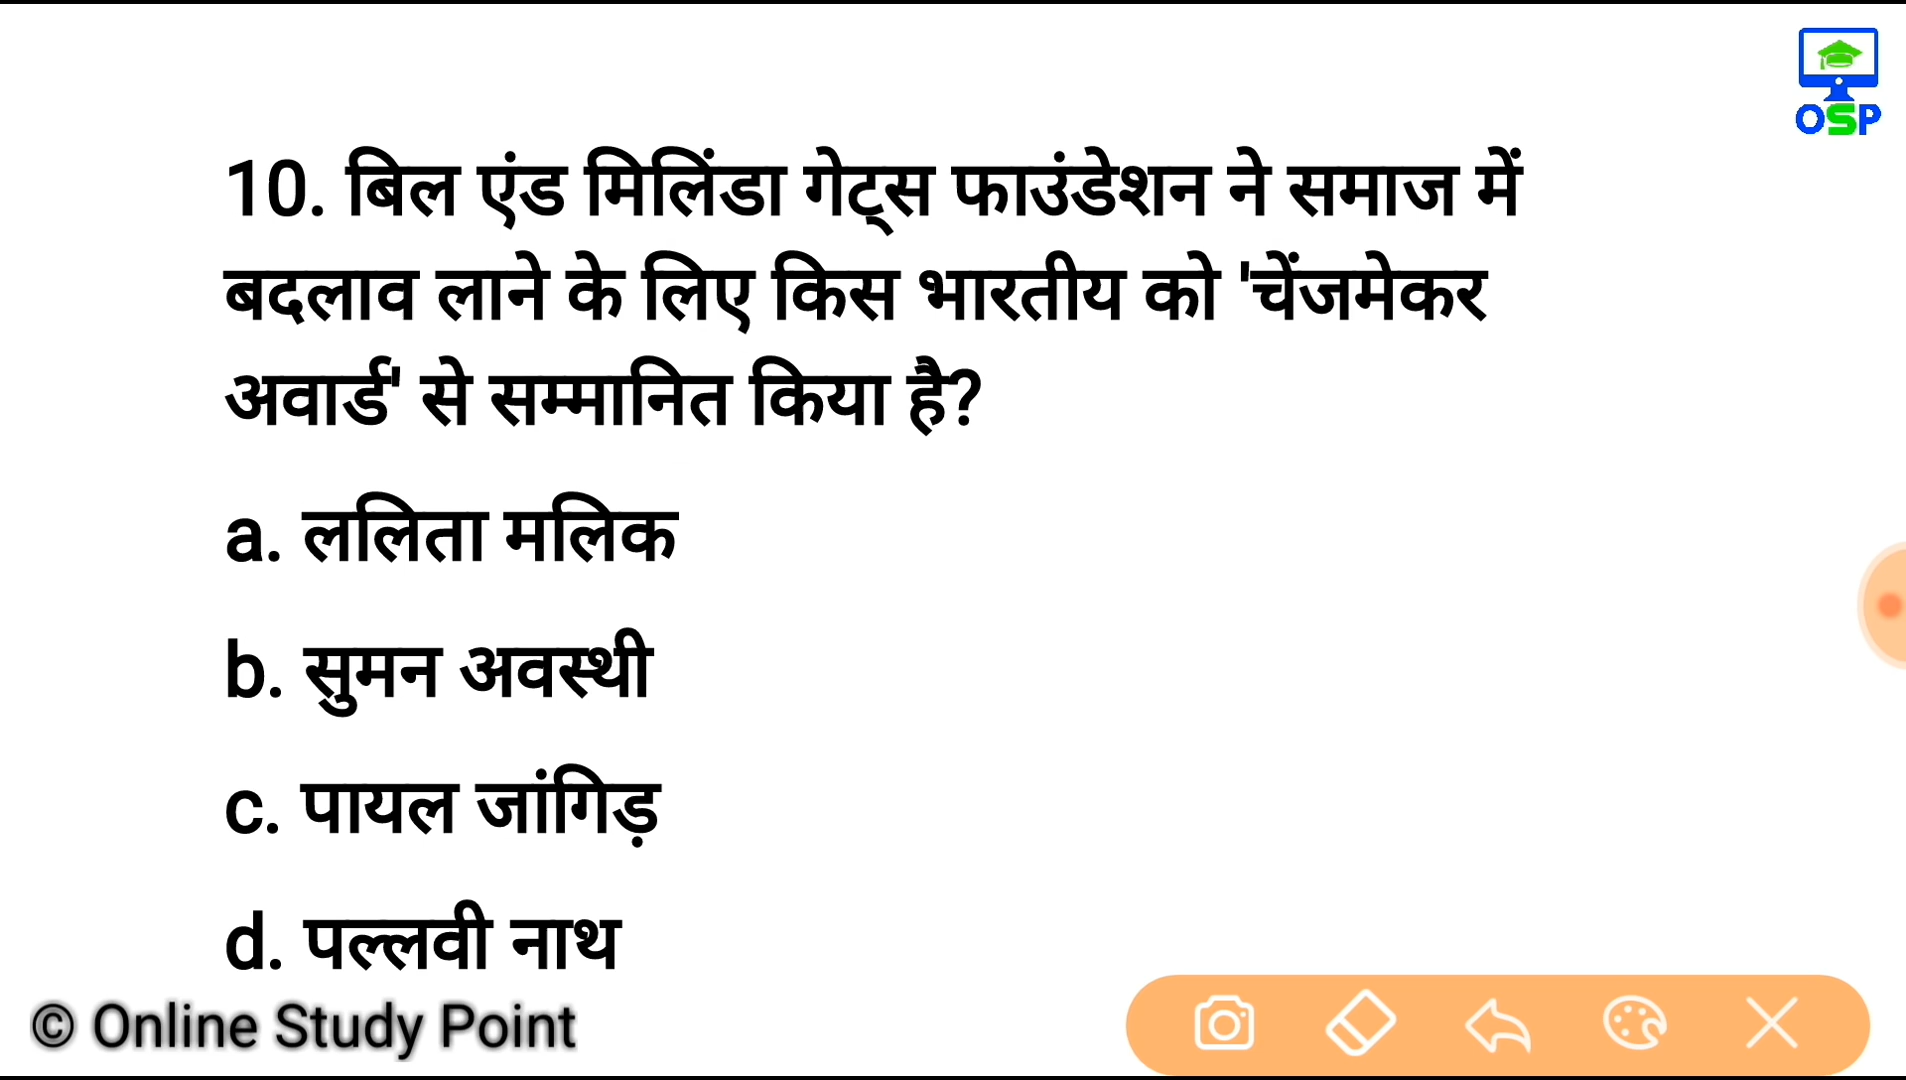 OSP
10. बिल एंड मिलिंडा गेट्स फाउंडेशन ने समाज में
बदलाव लाने के लिए किस भारतीय को 'चेंजमेकर
अवार्ड' से सम्मानित किया है?
a. ललिता मलिक
b. सुमन अवस्थी
c. पायल जांगिड़
d. पल्लवी नाथ
© Online Study Point